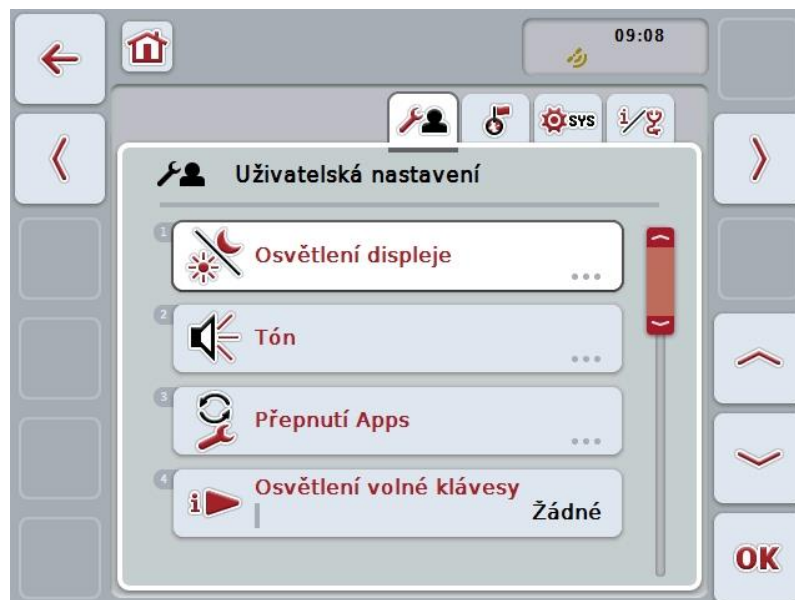 09:08
SYS
i
Uživatelská nastavení
1
Osvětlení displeje
...
2
Tón
...
3
Přepnutí Apps
...
4
i
Osvětlení volné klávesy
Žádné
OK